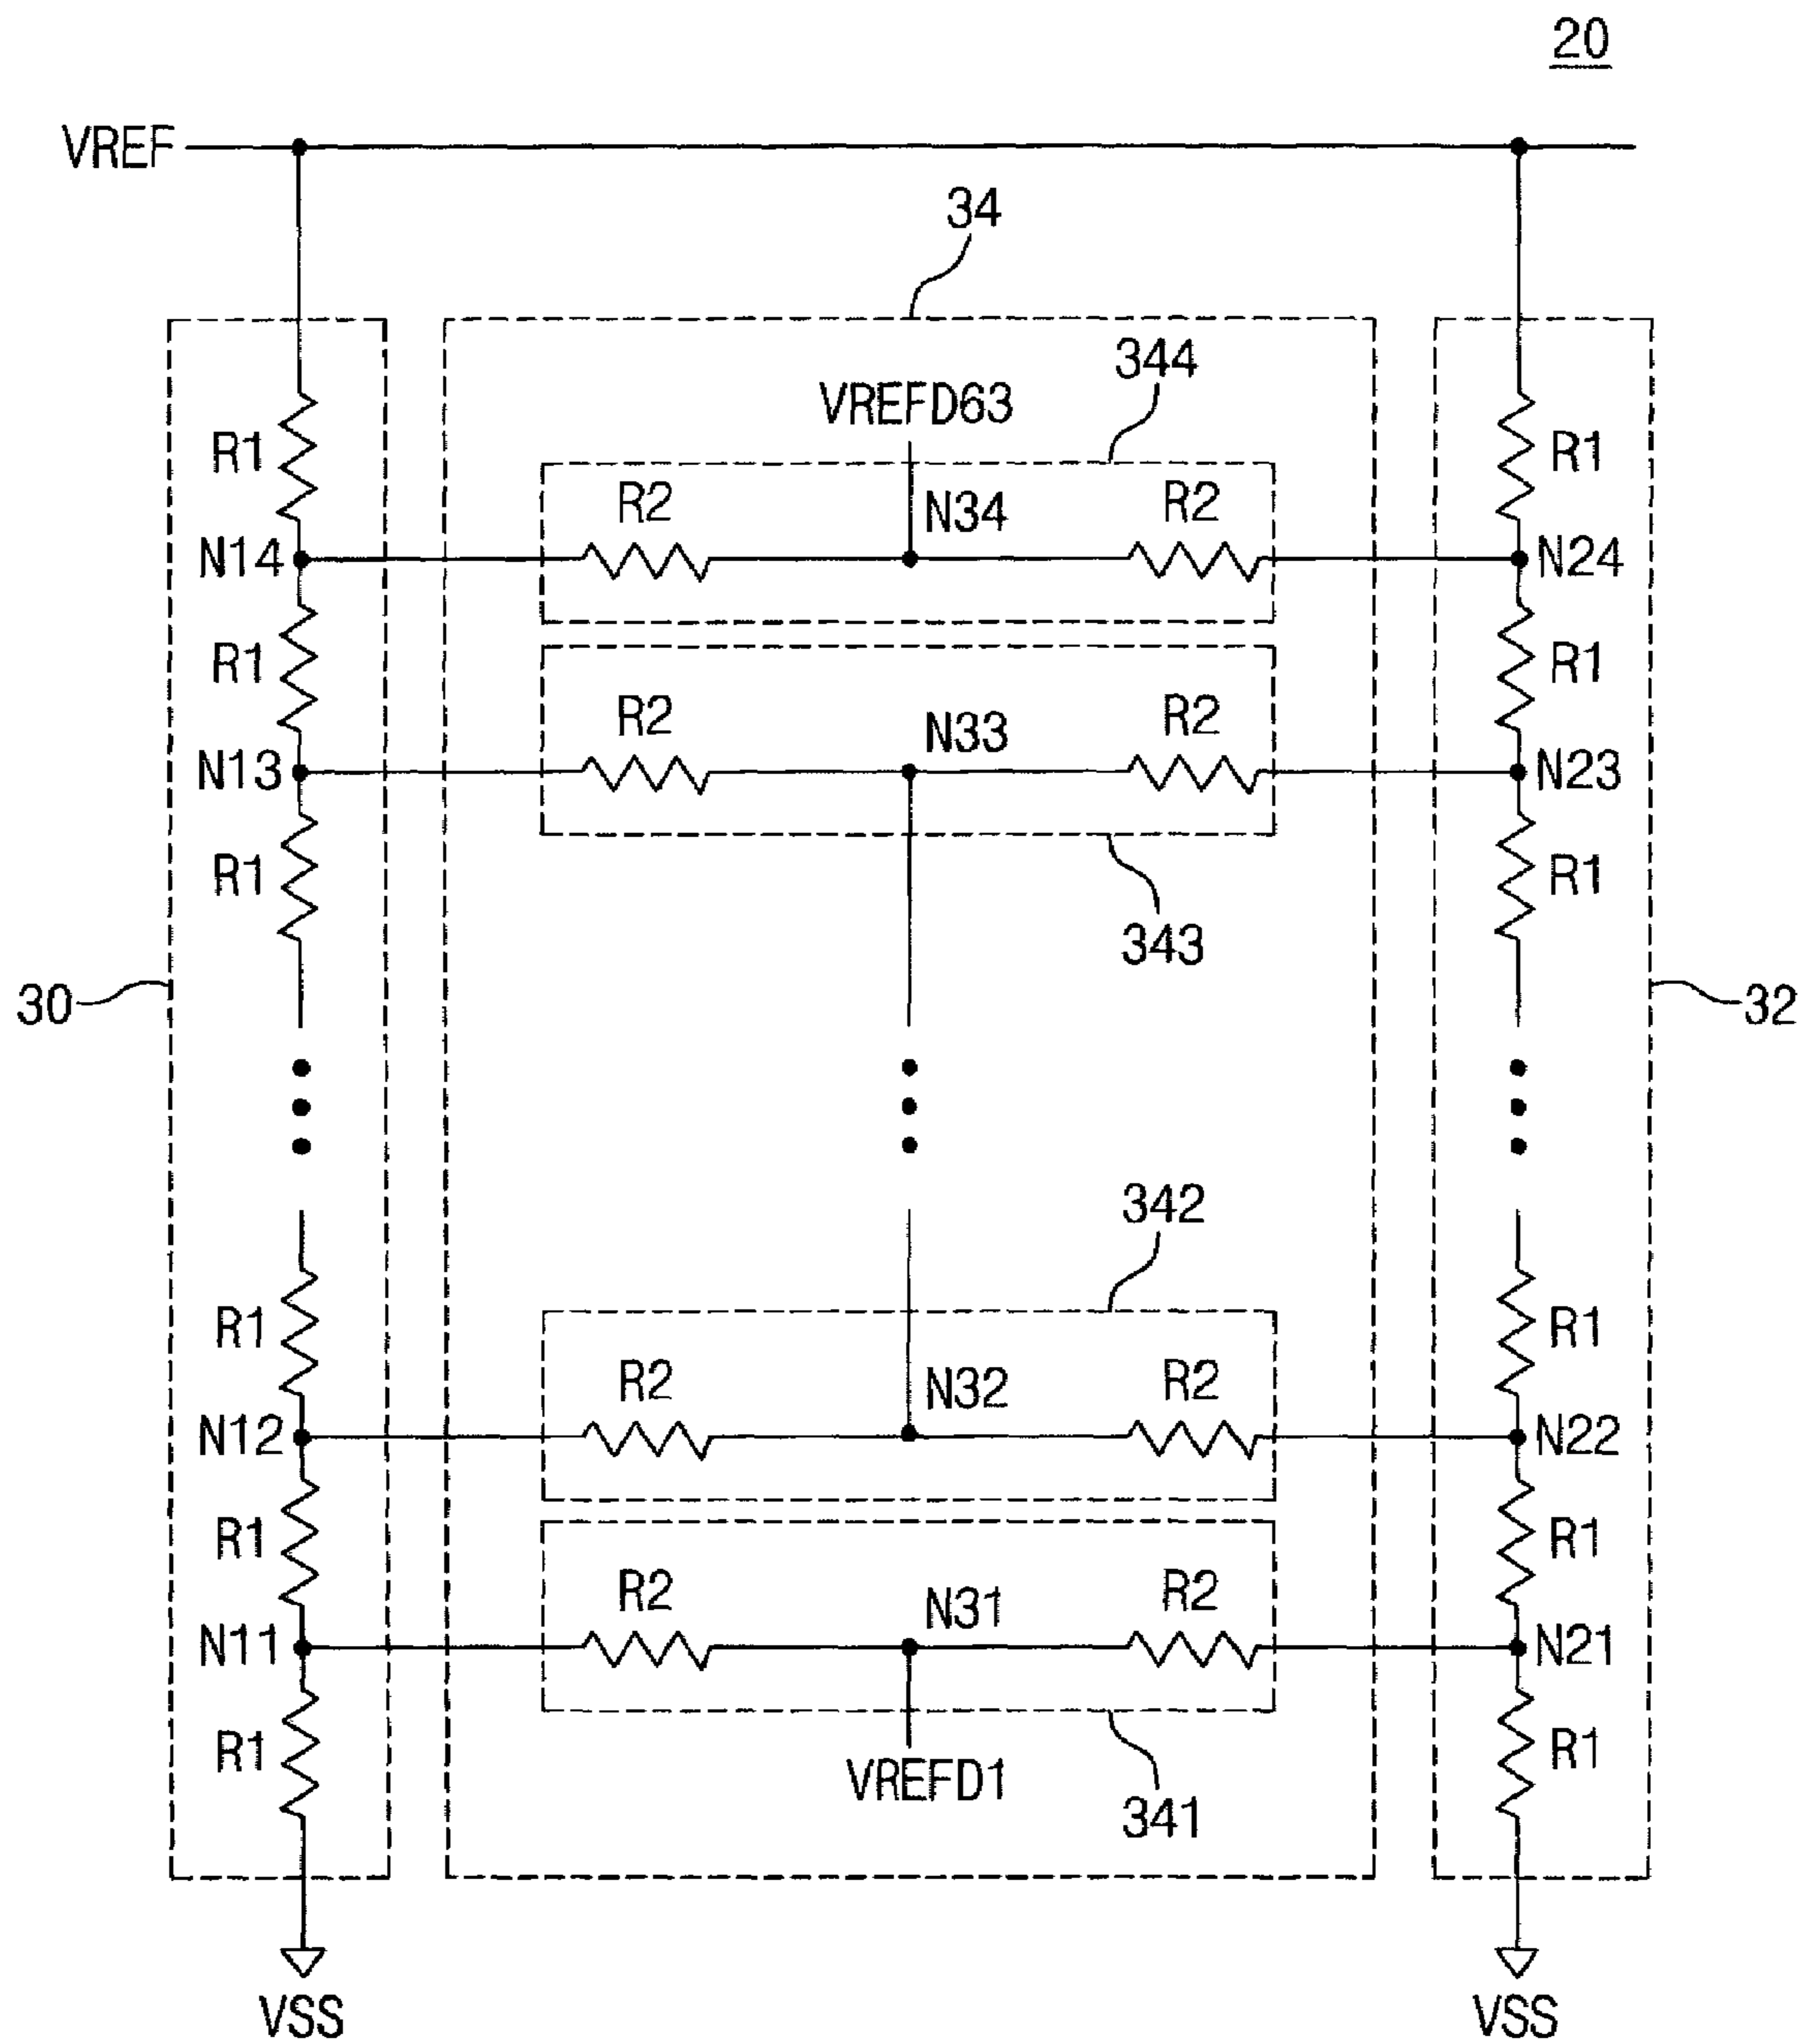 20
VREF
34
344
VREFD63
R1
R2
N34
R2
R1
N14
N24
R1
R2
N33
R2
R1
N13
N23
R1
R1
343
30
32
342
R1
R2
N32
R2
R1
N12
N22
R1
R1
R2
N31
R2
N11
N21
R1
R1
VREFD1
341
VSS
VSS